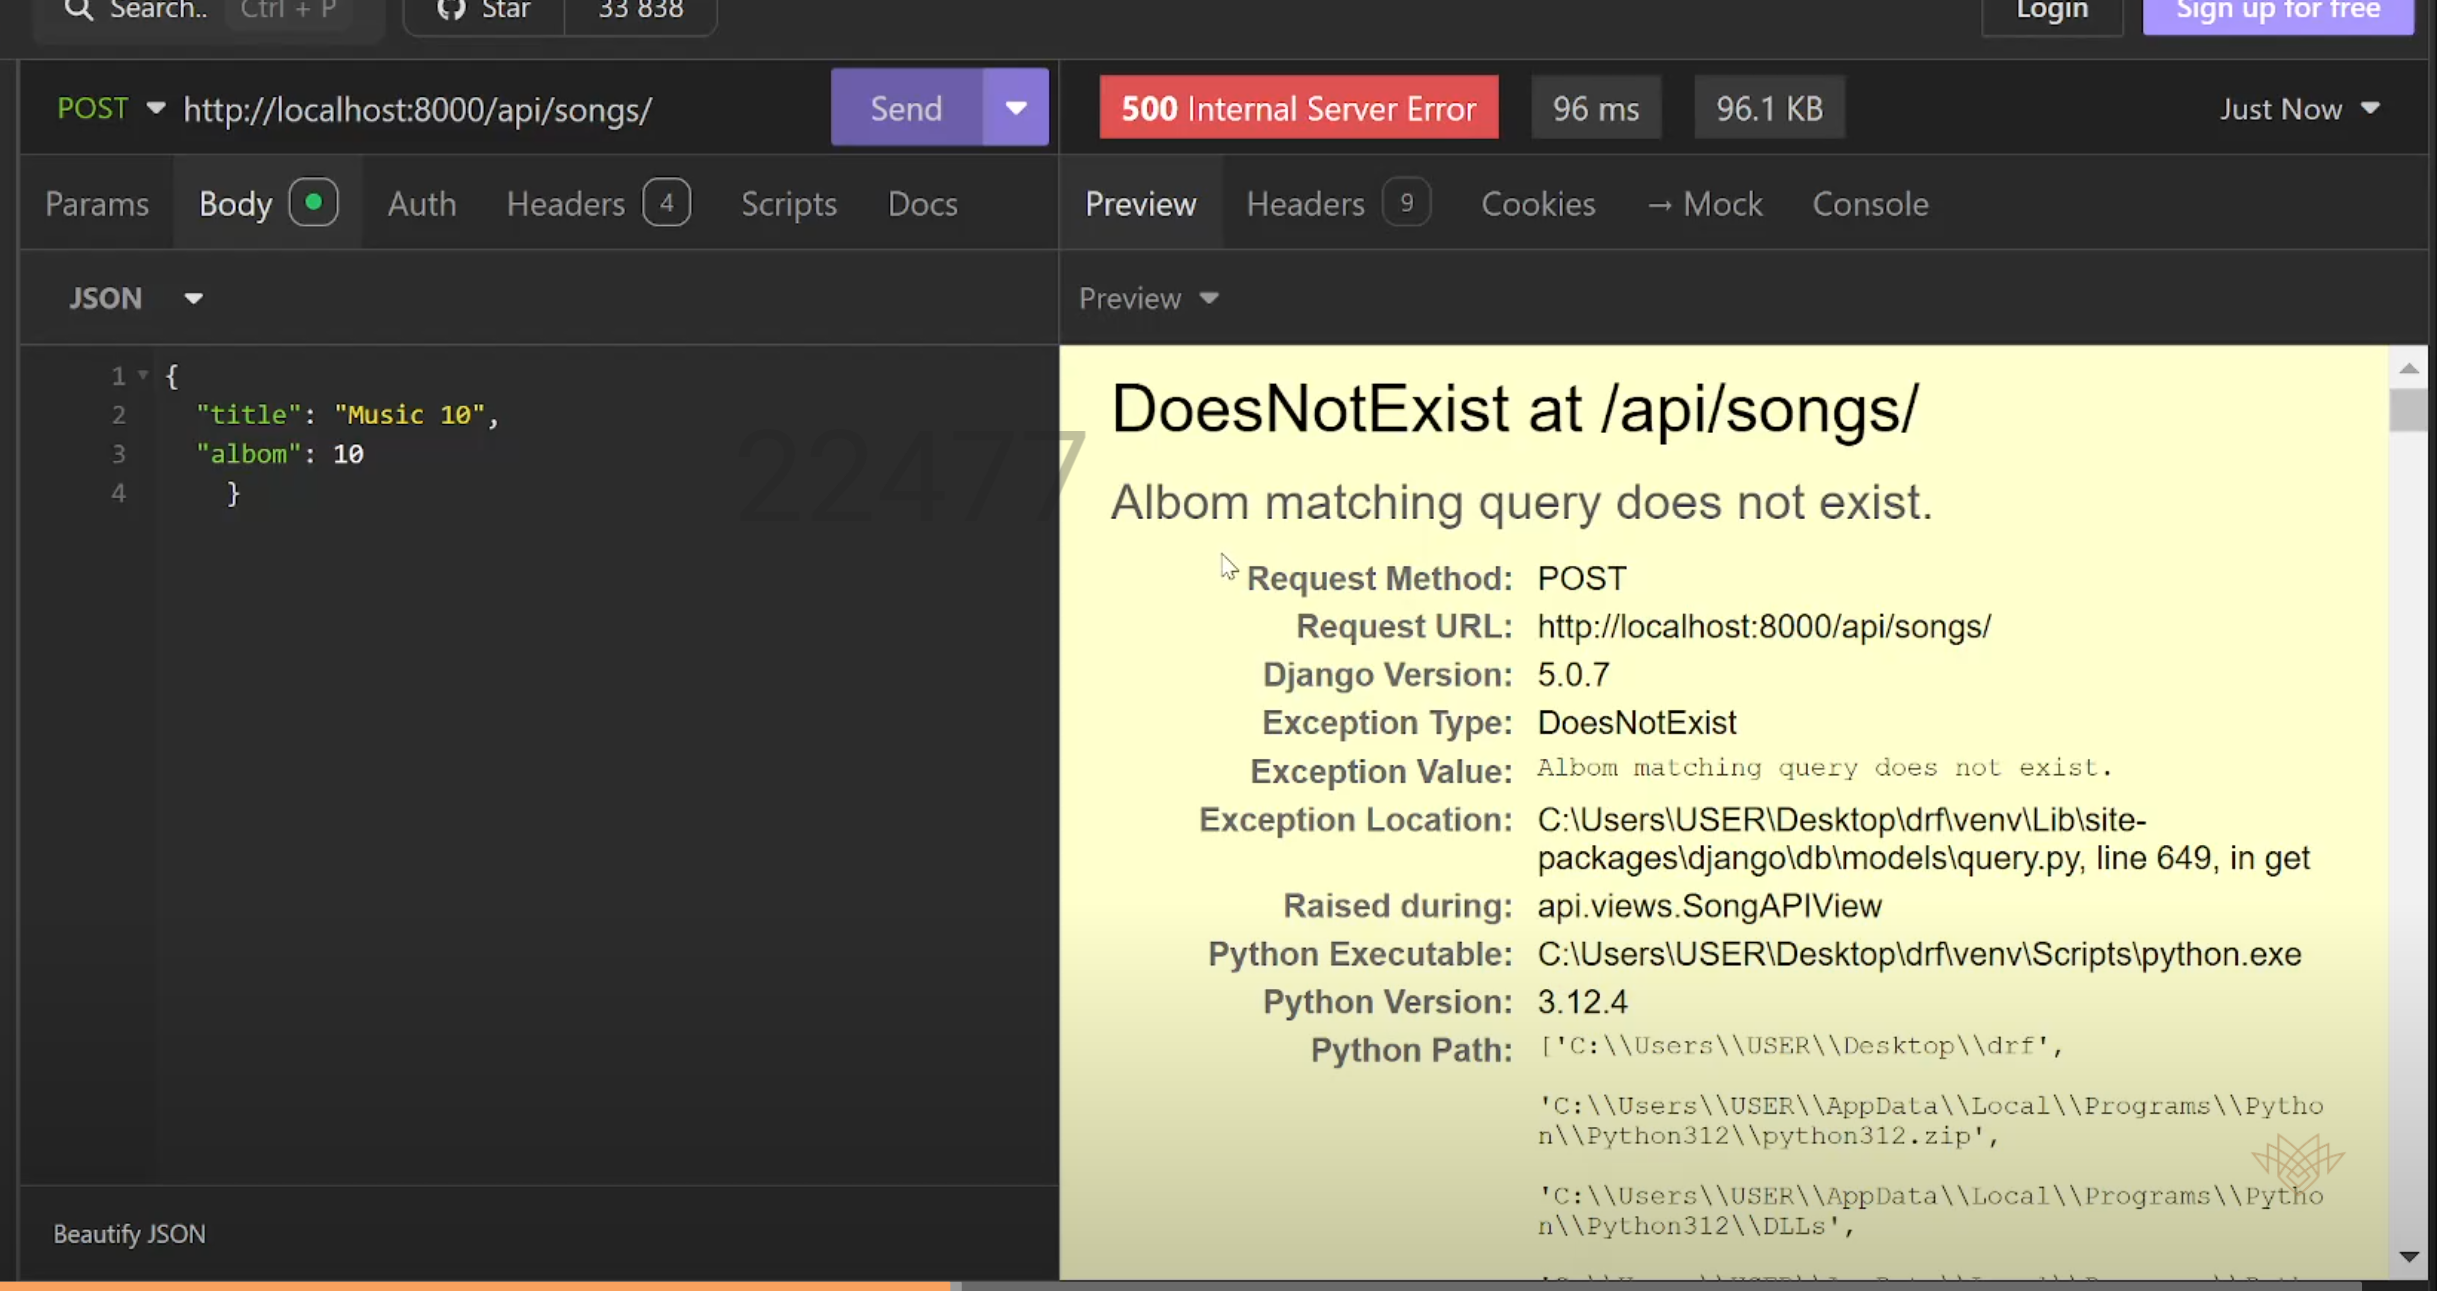 Search.. Ctrl + P Star 33 838 Login Sign up for free
POST http://localhost:8000/api/songs/ Send 500 Internal Server Error 96 ms 96.1 KB Just Now
Params Body Auth Headers 4 Scripts Docs Preview Headers 9 Cookies → Mock Console
JSON Preview
1 {
2 "title": "Music 10",
3 "albom": 10
4 }
22477
DoesNotExist at /api/songs/
Albom matching query does not exist.
Request Method: POST
Request URL: http://localhost:8000/api/songs/
Django Version: 5.0.7
Exception Type: DoesNotExist
Exception Value: Albom matching query does not exist.
Exception Location: C:\Users\USER\Desktop\drf\venv\Lib\site-
packages\django\db\models\query.py, line 649, in get
Raised during: api.views.SongAPIView
Python Executable: C:\Users\USER\Desktop\drf\venv\Scripts\python.exe
Python Version: 3.12.4
Python Path: ['C:\\Users\\USER\\Desktop\\drf',
'C:\\Users\\USER\\AppData\\Local\\Programs\\Pytho
n\\Python312\\python312.zip',
'C:\\Users\\USER\\AppData\\Local\\Programs\\Pytho
n\\Python312\\DLLs',
Beautify JSON